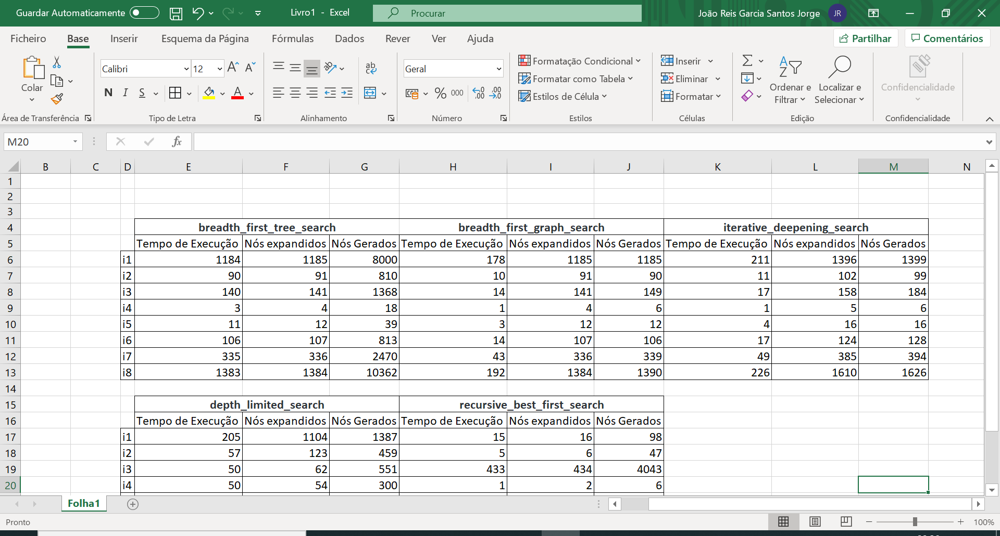 Guardar Automaticamente
Livro1 - Excel
Procurar
João Reis Garcia Santos Jorge
JR
Ficheiro Base Inserir Esquema da Página Fórmulas Dados Rever Ver Ajuda Partilhar Comentários
Colar
Área de Transferência
Calibri 12
N I S A
Tipo de Letra
Alinhamento
Geral
% 000
Número
Formatação Condicional
Formatar como Tabela
Estilos de Célula
Estilos
Inserir
Eliminar
Formatar
Células
Ordenar e Filtrar
Localizar e Selecionar
Edição
Confidencialidade
Confidencialidade
M20 fx
B C D E F G H I J K L M N
1
2
3
4 breadth_first_tree_search breadth_first_graph_search iterative_deepening_search
5 Tempo de Execução Nós expandidos Nós Gerados Tempo de Execução Nós expandidos Nós Gerados Tempo de Execução Nós expandidos Nós Gerados
6 i1 1184 1185 8000 178 1185 1185 211 1396 1399
7 i2 90 91 810 10 91 90 11 102 99
8 i3 140 141 1368 14 141 149 17 158 184
9 i4 3 4 18 1 4 6 1 5 6
10 i5 11 12 39 3 12 12 4 16 16
11 i6 106 107 813 14 107 106 17 124 128
12 i7 335 336 2470 43 336 339 49 385 394
13 i8 1383 1384 10362 192 1384 1390 226 1610 1626
14
15 depth_limited_search recursive_best_first_search
16 Tempo de Execução Nós expandidos Nós Gerados Tempo de Execução Nós expandidos Nós Gerados
17 i1 205 1104 1387 15 16 98
18 i2 57 123 459 5 6 47
19 i3 50 62 551 433 434 4043
20 i4 50 54 300 1 2 6
Folha1
Pronto
100%